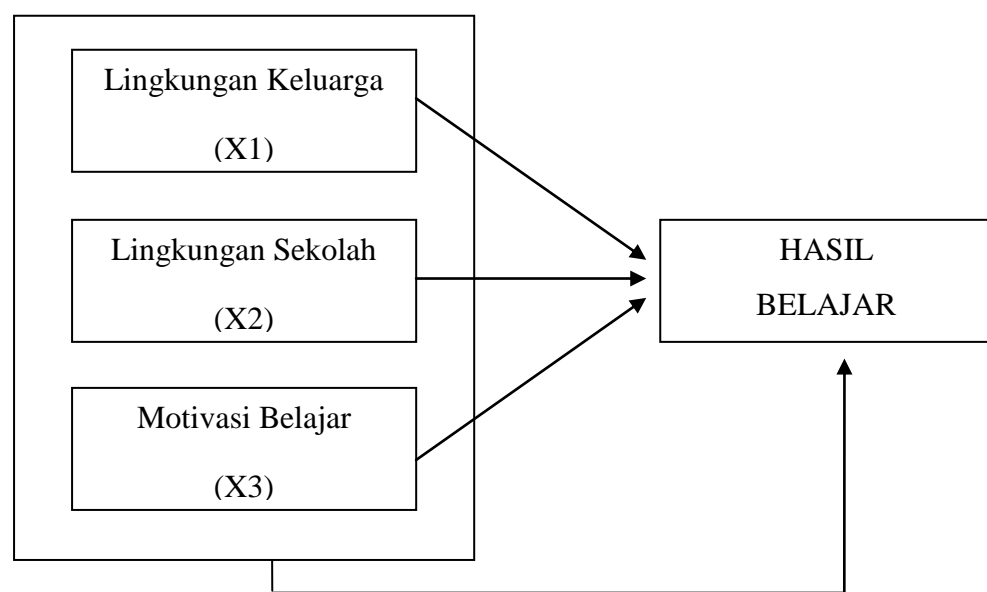 Lingkungan Keluarga
(X1)
Lingkungan Sekolah
(X2)
Motivasi Belajar
(X3)
HASIL
BELAJAR